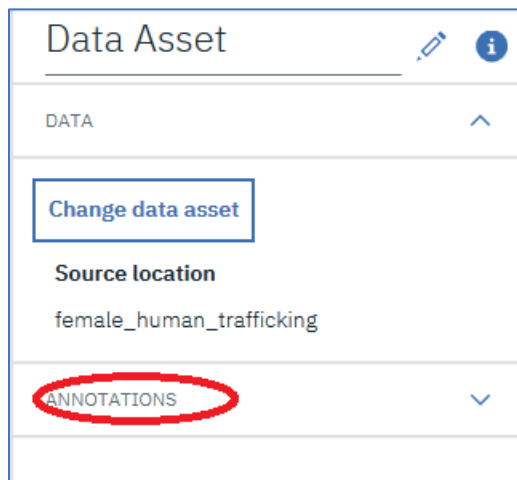 Data Asset
DATA
Change data asset
Source location
female_human_trafficking
ANNOTATIONS